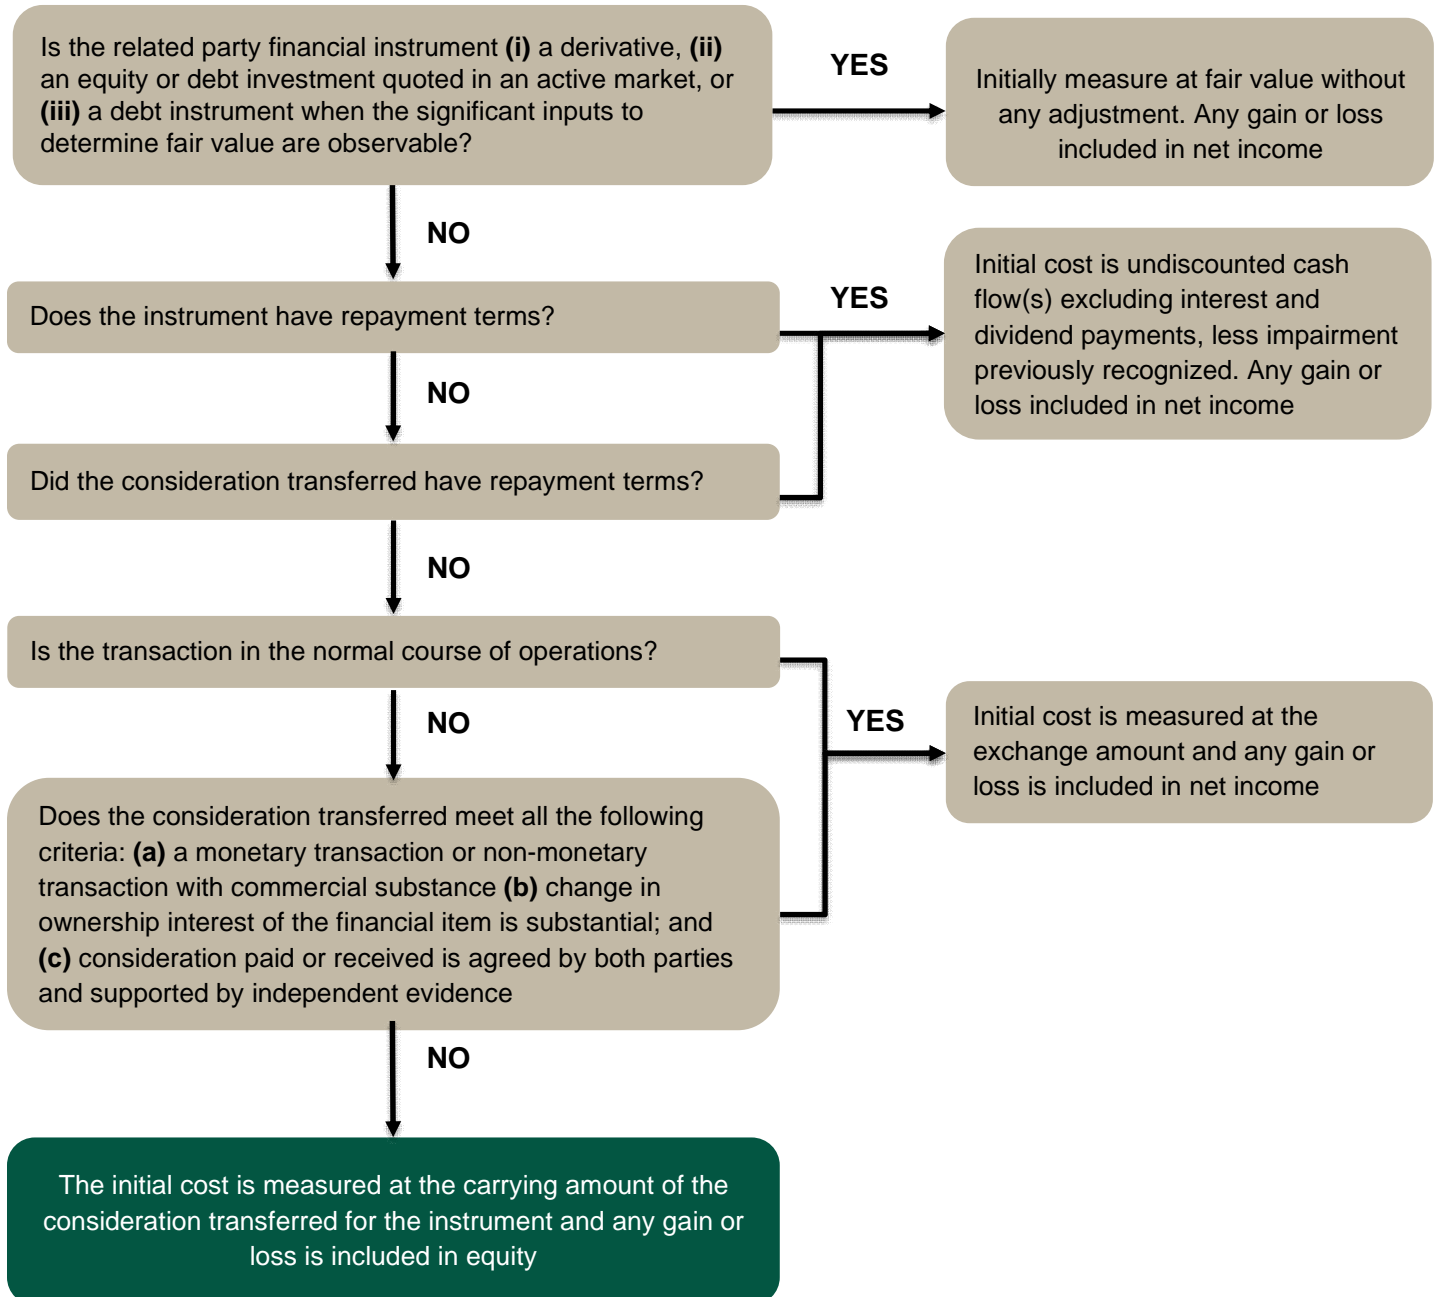 Is the related party financial instrument (i) a derivative, (ii)
an equity or debt investment quoted in an active market, or
(iii) a debt instrument when the significant inputs to
determine fair value are observable?
YES
Initially measure at fair value without
any adjustment. Any gain or loss
included in net income
NO
Does the instrument have repayment terms?
YES
Initial cost is undiscounted cash
flow(s) excluding interest and
dividend payments, less impairment
previously recognized. Any gain or
loss included in net income
NO
Did the consideration transferred have repayment terms?
NO
Is the transaction in the normal course of operations?
NO
YES
Initial cost is measured at the
exchange amount and any gain or
loss is included in net income
Does the consideration transferred meet all the following
criteria: (a) a monetary transaction or non-monetary
transaction with commercial substance (b) change in
ownership interest of the financial item is substantial; and
(c) consideration paid or received is agreed by both parties
and supported by independent evidence
NO
The initial cost is measured at the carrying amount of the
consideration transferred for the instrument and any gain or
loss is included in equity